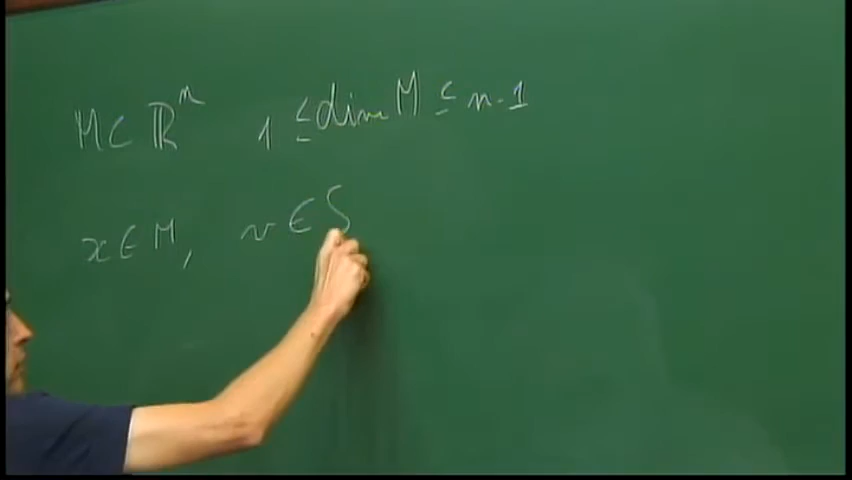 M ⊂ ℝⁿ 1 ≤ dim M ≤ n-1
x ∈ M, v ∈ S